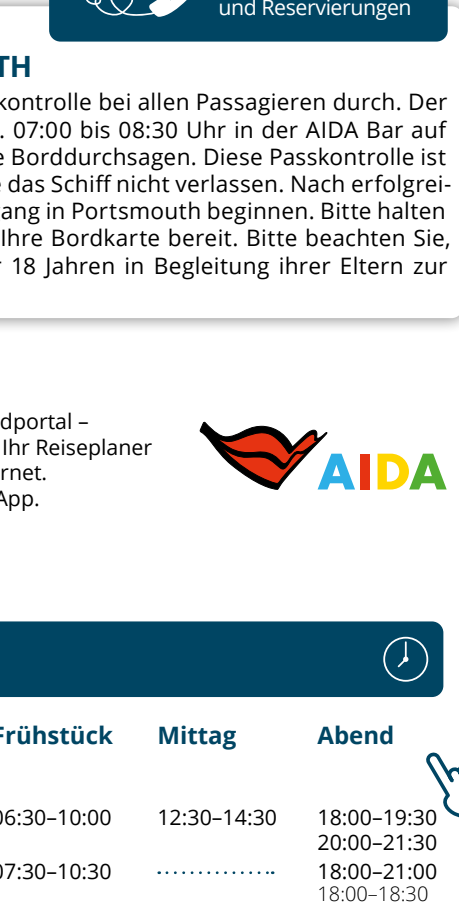 und Reservierungen
TH
kontrolle bei allen Passagieren durch. Der
. 07:00 bis 08:30 Uhr in der AIDA Bar auf
e Borddurchsagen. Diese Passkontrolle ist
e das Schiff nicht verlassen. Nach erfolgrei-
ang in Portsmouth beginnen. Bitte halten
Ihre Bordkarte bereit. Bitte beachten Sie,
r 18 Jahren in Begleitung ihrer Eltern zur
dportal –
Ihr Reiseplaner
ernet.
App.
AIDA
Frühstück Mittag Abend
06:30–10:00 12:30–14:30 18:00–19:30
20:00–21:30
07:30–10:30 .............. 18:00–21:00
18:00–18:30